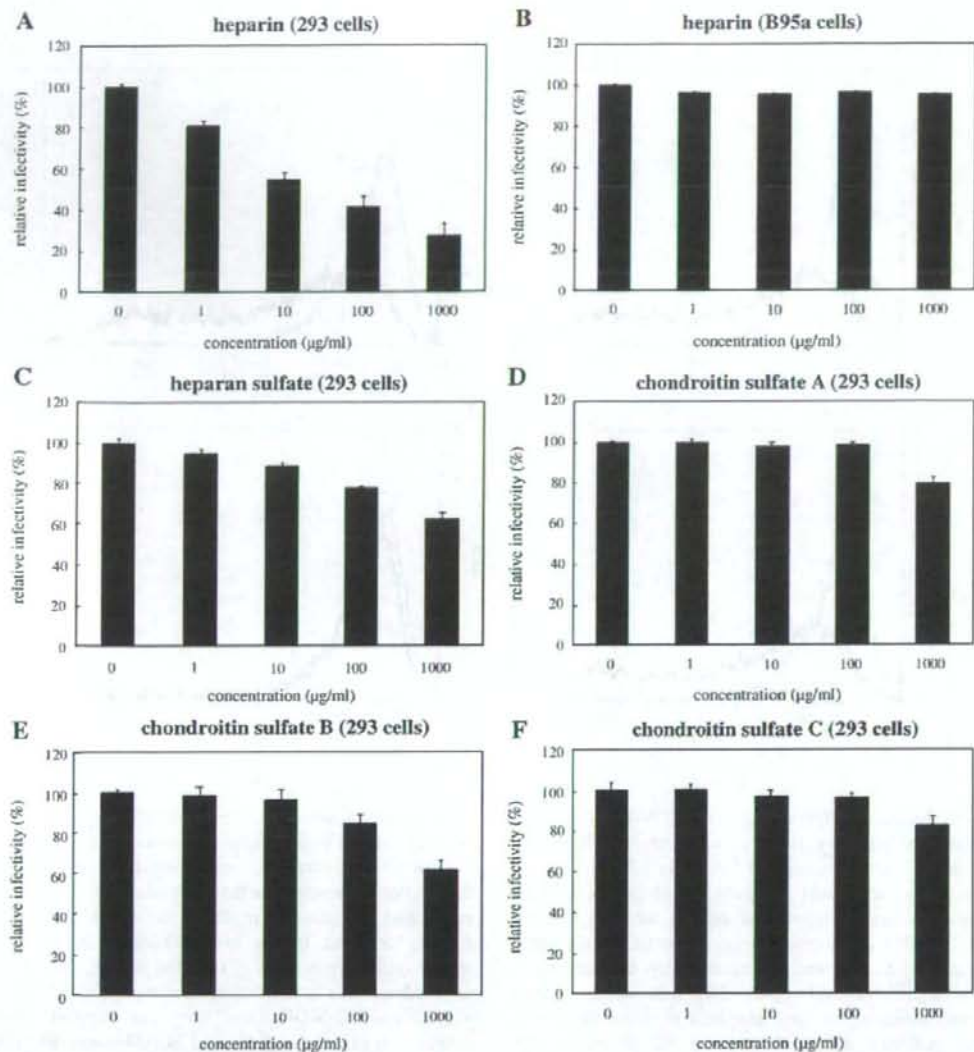 A
heparin (293 cells)
120
100
80
60
40
20
0
relative infectivity (%)
0 1 10 100 1000
concentration (µg/ml)
B
heparin (B95a cells)
120
100
80
60
40
20
0
relative infectivity (%)
0 1 10 100 1000
concentration (µg/ml)
C
heparan sulfate (293 cells)
120
100
80
60
40
20
0
relative infectivity (%)
0 1 10 100 1000
concentration (µg/ml)
D
chondroitin sulfate A (293 cells)
120
100
80
60
40
20
0
relative infectivity (%)
0 1 10 100 1000
concentration (µg/ml)
E
chondroitin sulfate B (293 cells)
120
100
80
60
40
20
0
relative infectivity (%)
0 1 10 100 1000
concentration (µg/ml)
F
chondroitin sulfate C (293 cells)
120
100
80
60
40
20
0
relative infectivity (%)
0 1 10 100 1000
concentration (µg/ml)